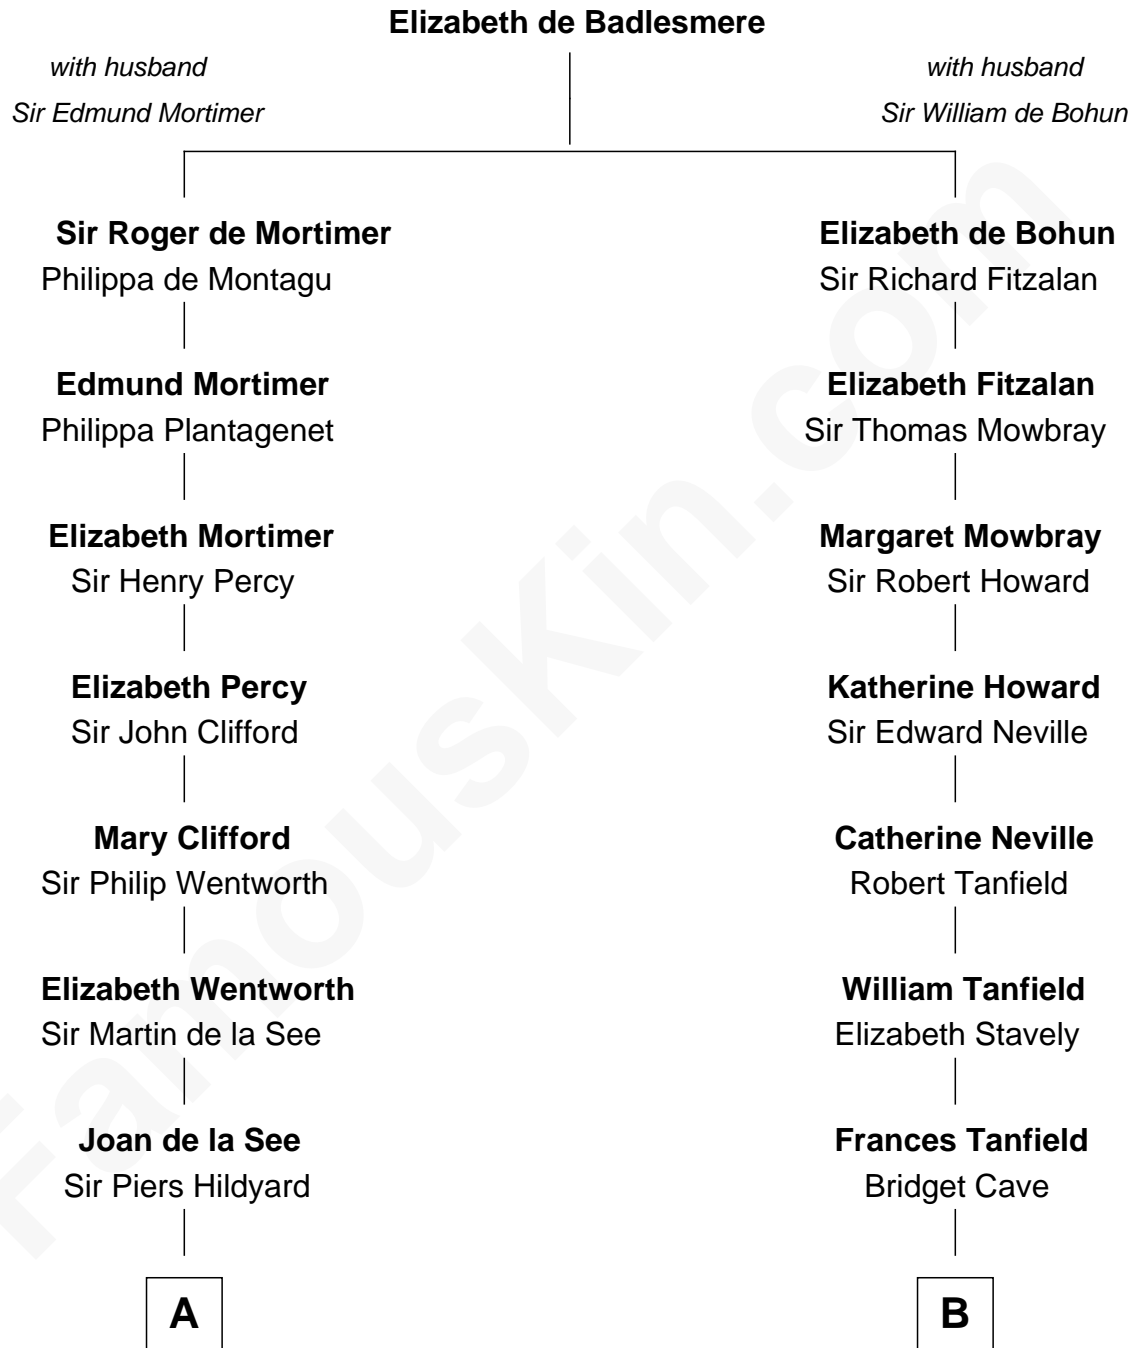 Elizabeth de Badlesmere
with husband
Sir Edmund Mortimer
with husband
Sir William de Bohun
Sir Roger de Mortimer
Philippa de Montagu
Elizabeth de Bohun
Sir Richard Fitzalan
Edmund Mortimer
Philippa Plantagenet
Elizabeth Fitzalan
Sir Thomas Mowbray
Elizabeth Mortimer
Sir Henry Percy
Margaret Mowbray
Sir Robert Howard
Elizabeth Percy
Sir John Clifford
Katherine Howard
Sir Edward Neville
Mary Clifford
Sir Philip Wentworth
Catherine Neville
Robert Tanfield
Elizabeth Wentworth
Sir Martin de la See
William Tanfield
Elizabeth Stavely
Joan de la See
Sir Piers Hildyard
Frances Tanfield
Bridget Cave
A
B
FamousKin.com